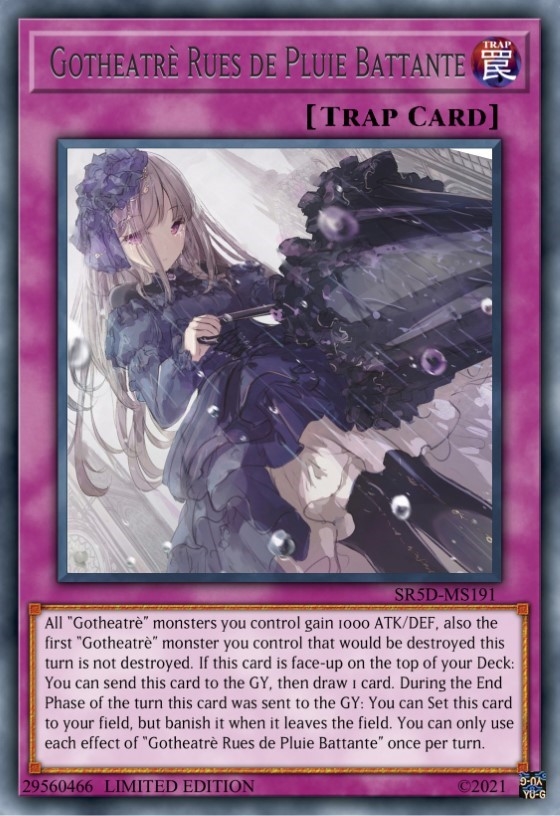 Gotheatrè Rues de Pluie Battante
TRAP
罠
[Trap Card]
SR5D-MS191
All "Gotheatrè" monsters you control gain 1000 ATK/DEF, also the
first "Gotheatrè" monster you control that would be destroyed this
turn is not destroyed. If this card is face-up on the top of your Deck:
You can send this card to the GY, then draw 1 card. During the End
Phase of the turn this card was sent to the GY: You can Set this card
to your field, but banish it when it leaves the field. You can only use
each effect of "Gotheatrè Rues de Pluie Battante" once per turn.
29560466 LIMITED EDITION ©2021